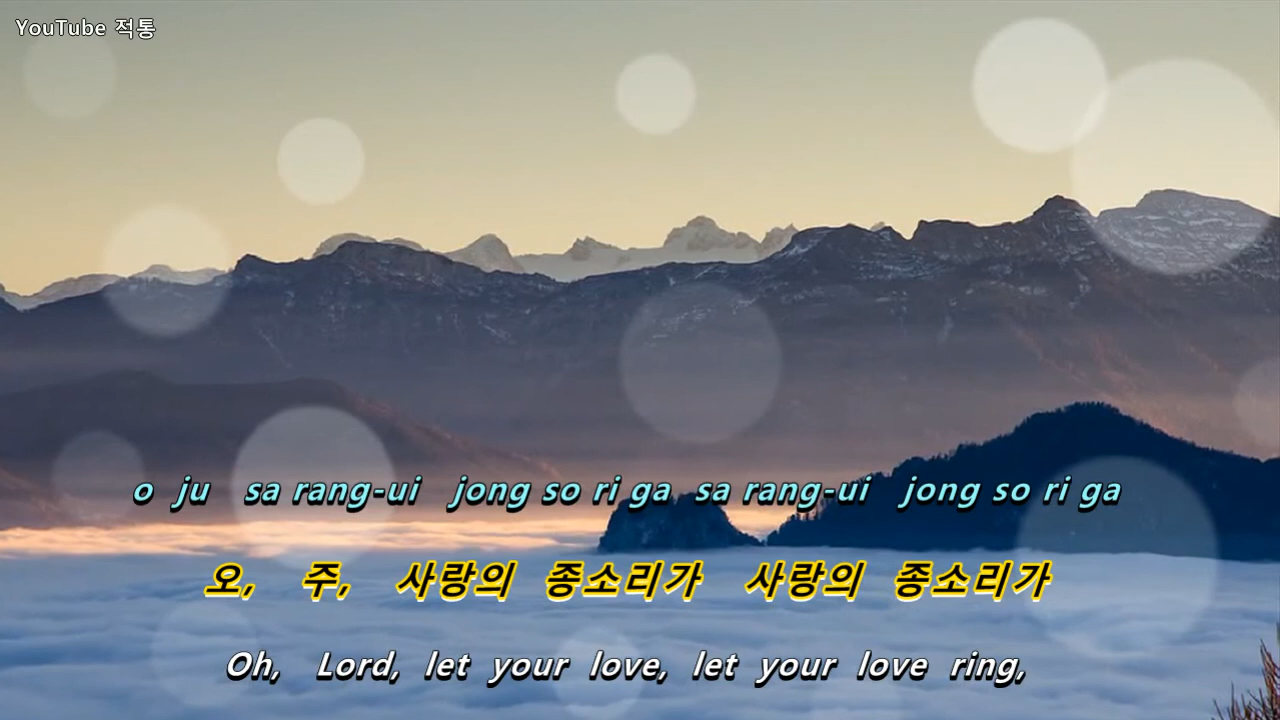 YouTube 적통
o ju sa rang-ui jong so ri ga sa rang-ui jong so ri ga
오, 주, 사랑의 종소리가 사랑의 종소리가
Oh, Lord, let your love, let your love ring,